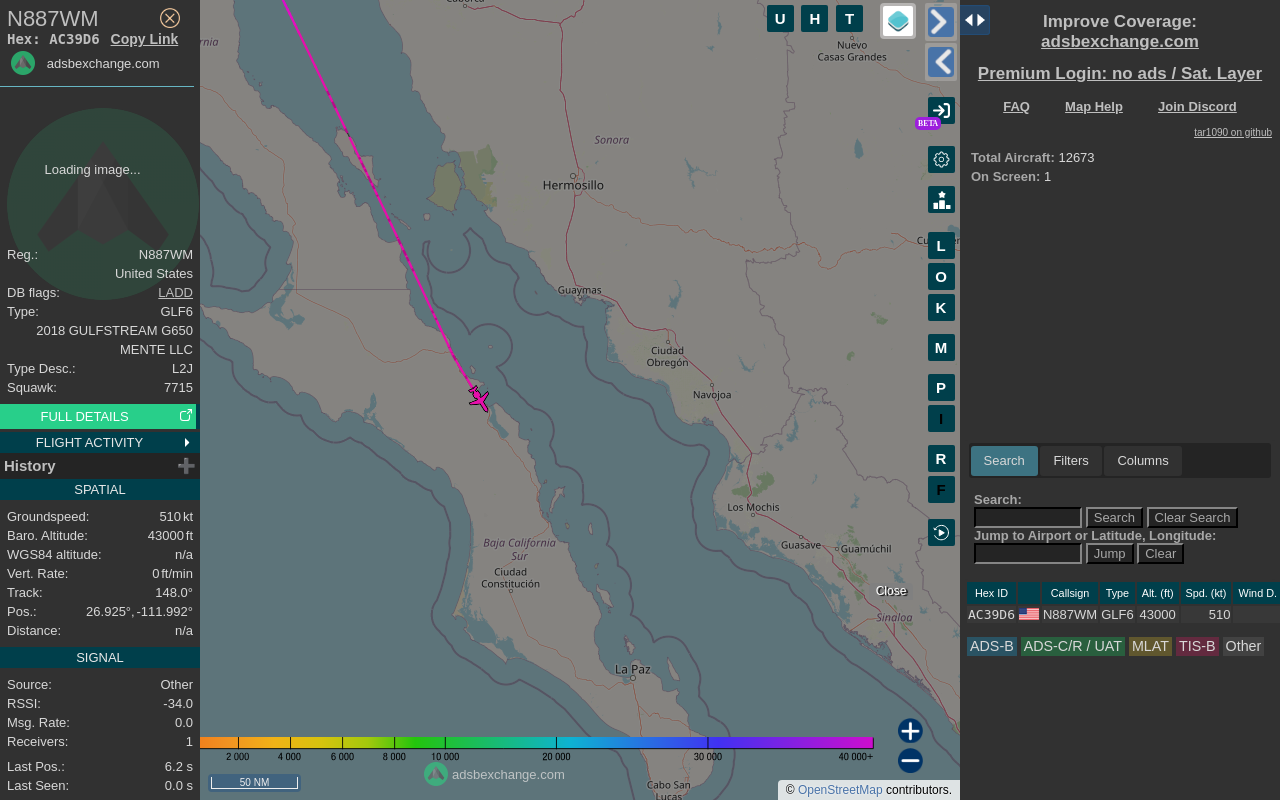 N887WM
Hex: AC39D6 Copy Link
adsbexchange.com
Loading image...
Reg.: N887WM
United States
DB flags: LADD
Type: GLF6
2018 GULFSTREAM G650
MENTE LLC
Type Desc.: L2J
Squawk: 7715
FULL DETAILS
FLIGHT ACTIVITY
History
SPATIAL
Groundspeed: 510 kt
Baro. Altitude: 43000 ft
WGS84 altitude: n/a
Vert. Rate: 0 ft/min
Track: 148.0°
Pos.: 26.925°, -111.992°
Distance: n/a
SIGNAL
Source: Other
RSSI: -34.0
Msg. Rate: 0.0
Receivers: 1
Last Pos.: 6.2 s
Last Seen: 0.0 s
U H T
BETA
L
O
K
M
P
I
R
F
Nuevo
Casas Grandes
Sonora
Hermosillo
Guaymas
Ciudad
Obregón
Navojoa
Los Mochis
Guasave
Guamúchil
Baja California
Sur
Ciudad
Constitución
Close
Sinaloa
La Paz
Cabo San
Lucas
2 000 4 000 6 000 8 000 10 000 20 000 30 000 40 000+
50 NM
adsbexchange.com
© OpenStreetMap contributors.
Improve Coverage:
adsbexchange.com
Premium Login: no ads / Sat. Layer
FAQ Map Help Join Discord
tar1090 on github
Total Aircraft: 12673
On Screen: 1
Search Filters Columns
Search:
Search Clear Search
Jump to Airport or Latitude, Longitude:
Jump Clear
Hex ID Callsign Type Alt. (ft) Spd. (kt) Wind D.
AC39D6 N887WM GLF6 43000 510
ADS-B ADS-C/R / UAT MLAT TIS-B Other